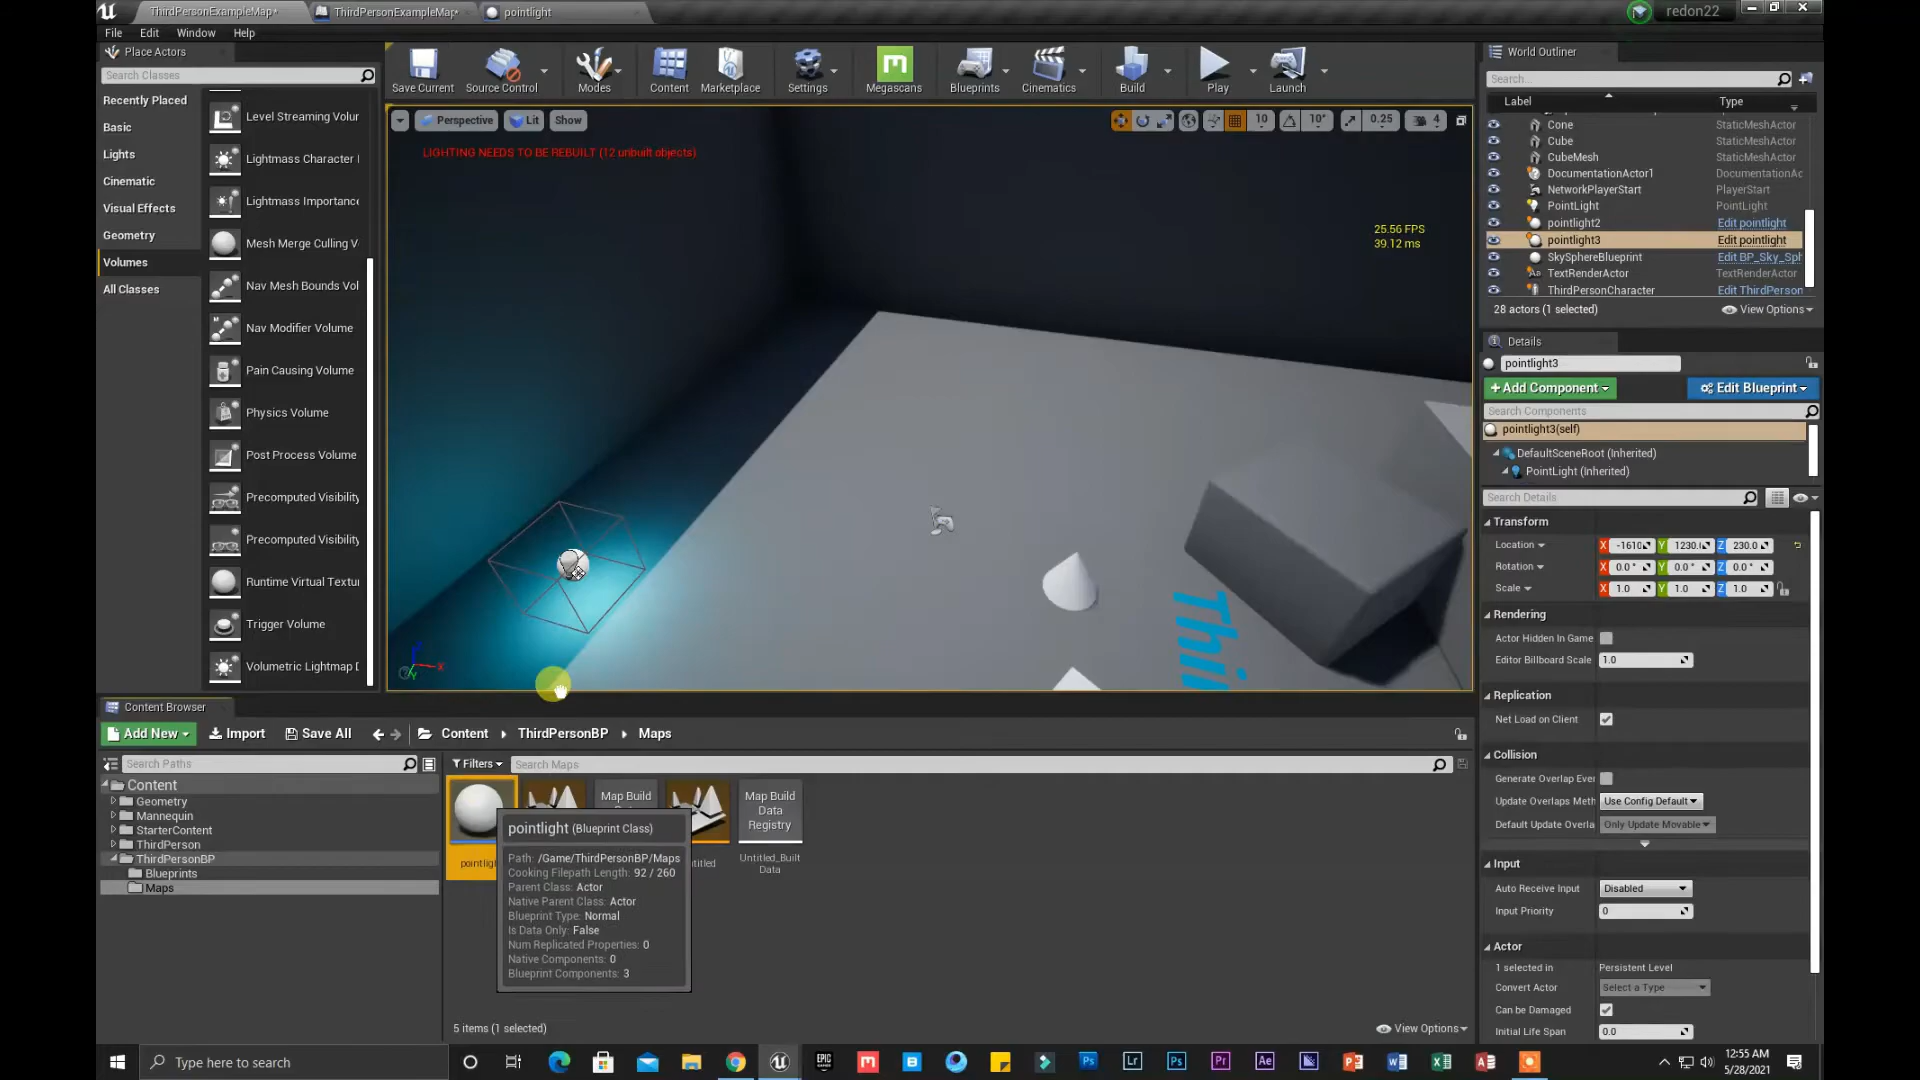 ThirdPersonExampleMap*
ThirdPersonExampleMap*
pointlight
redon22
File Edit Window Help
Place Actors
Search Classes
Recently Placed
Basic
Lights
Cinematic
Visual Effects
Geometry
Volumes
All Classes
Level Streaming Volur
Lightmass Character I
Lightmass Importance
Mesh Merge Culling V
Nav Mesh Bounds Vol
Nav Modifier Volume
Pain Causing Volume
Physics Volume
Post Process Volume
Precomputed Visibility
Precomputed Visibility
Runtime Virtual Textur
Trigger Volume
Volumetric Lightmap D
Save Current
Source Control
Modes
Content
Marketplace
Settings
Megascans
Blueprints
Cinematics
Build
Play
Launch
Perspective
Lit
Show
10
10°
0.25
4
LIGHTING NEEDS TO BE REBUILT (12 unbuilt objects)
25.56 FPS
39.12 ms
Thi
World Outliner
Search...
Label Type
Cone StaticMeshActor
Cube StaticMeshActor
CubeMesh StaticMeshActor
DocumentationActor1 DocumentationAc
NetworkPlayerStart PlayerStart
PointLight PointLight
pointlight2 Edit pointlight
pointlight3 Edit pointlight
SkySphereBlueprint Edit BP_Sky_Sph
TextRenderActor TextRenderActor
ThirdPersonCharacter Edit ThirdPerson
28 actors (1 selected)
View Options
Details
pointlight3
+Add Component
Edit Blueprint
Search Components
pointlight3(self)
DefaultSceneRoot (Inherited)
PointLight (Inherited)
Search Details
Transform
Location X -1610 Y 1230.( Z 230.0
Rotation X 0.0 ° Y 0.0 ° Z 0.0 °
Scale X 1.0 Y 1.0 Z 1.0
Rendering
Actor Hidden In Game
Editor Billboard Scale 1.0
Replication
Net Load on Client
Collision
Generate Overlap Ever
Update Overlaps Meth Use Config Default
Default Update Overla Only Update Movable
Input
Auto Receive Input Disabled
Input Priority 0
Actor
1 selected in Persistent Level
Convert Actor Select a Type
Can be Damaged
Initial Life Span 0.0
Content Browser
Add New
Import
Save All
Content
ThirdPersonBP
Maps
Search Paths
Filters
Search Maps
Content
Geometry
Mannequin
StarterContent
ThirdPerson
ThirdPersonBP
Blueprints
Maps
pointligh
Map Build
Map Build
Data
Registry
titled
Untitled_Built
Data
pointlight (Blueprint Class)
Path: /Game/ThirdPersonBP/Maps
Cooking Filepath Length: 92 / 260
Parent Class: Actor
Native Parent Class: Actor
Blueprint Type: Normal
Is Data Only: False
Num Replicated Properties: 0
Native Components: 0
Blueprint Components: 3
5 items (1 selected)
View Options
Type here to search
12:55 AM
5/28/2021